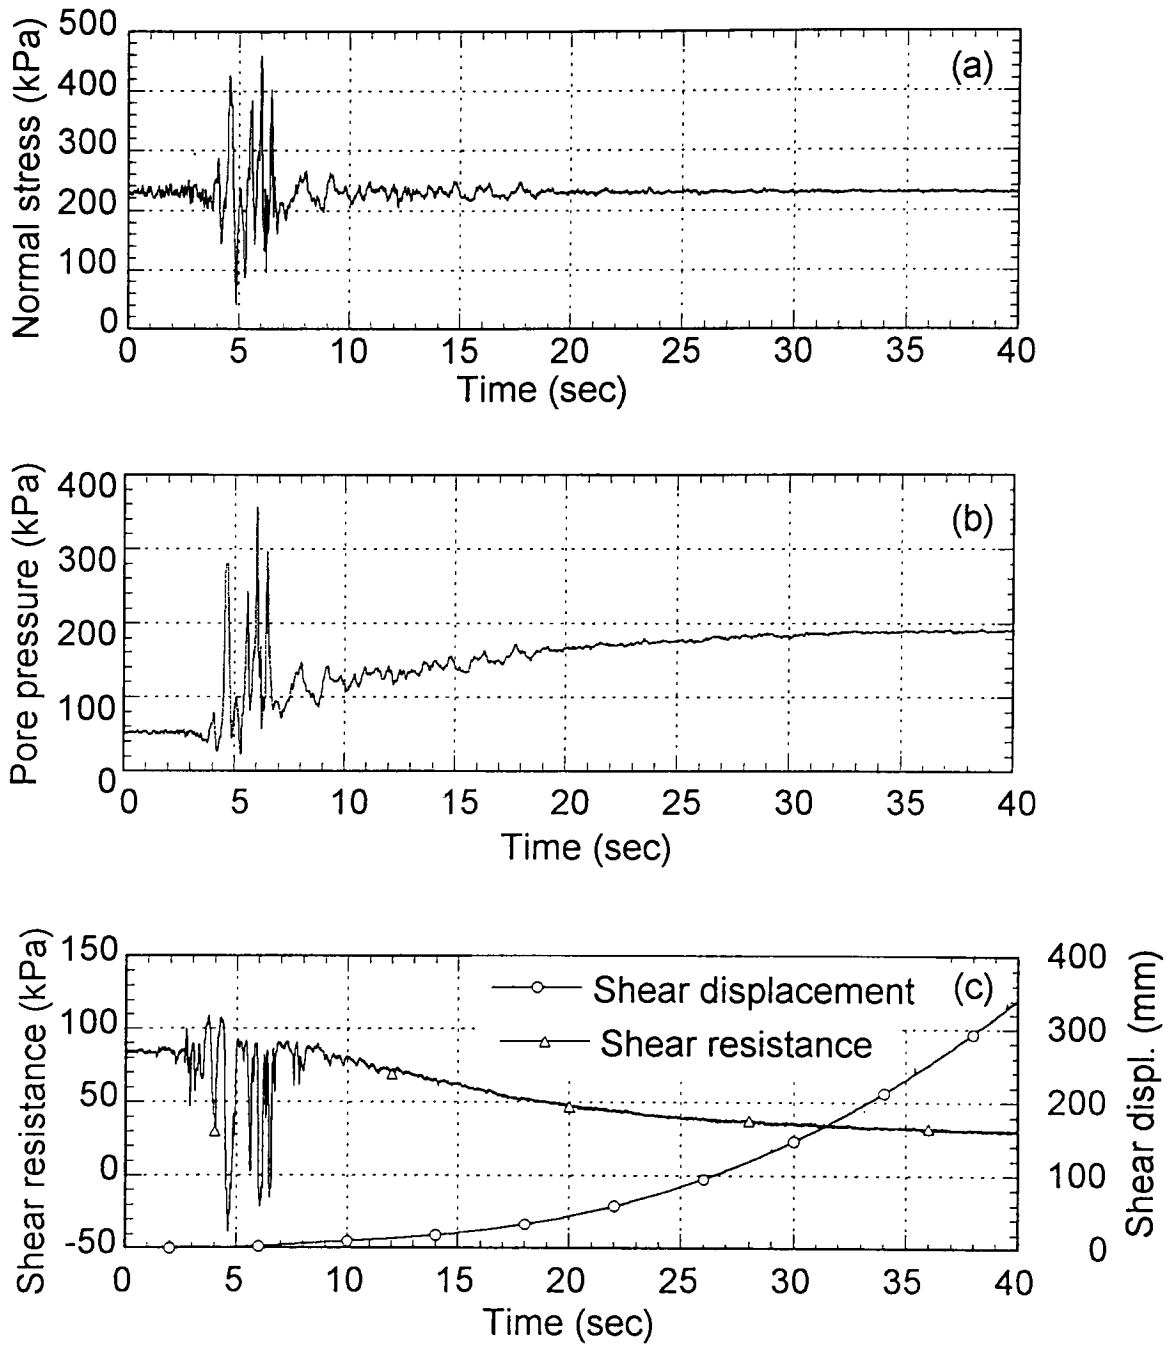 Normal stress (kPa)
500
400
300
200
100
0
(a)
0 5 10 15 20 25 30 35 40
Time (sec)
Pore pressure (kPa)
400
300
200
100
0
(b)
0 5 10 15 20 25 30 35 40
Time (sec)
Shear resistance (kPa)
150
100
50
0
-50
Shear displacement
Shear resistance
(c)
400
300
200
100
0
Shear displ. (mm)
0 5 10 15 20 25 30 35 40
Time (sec)